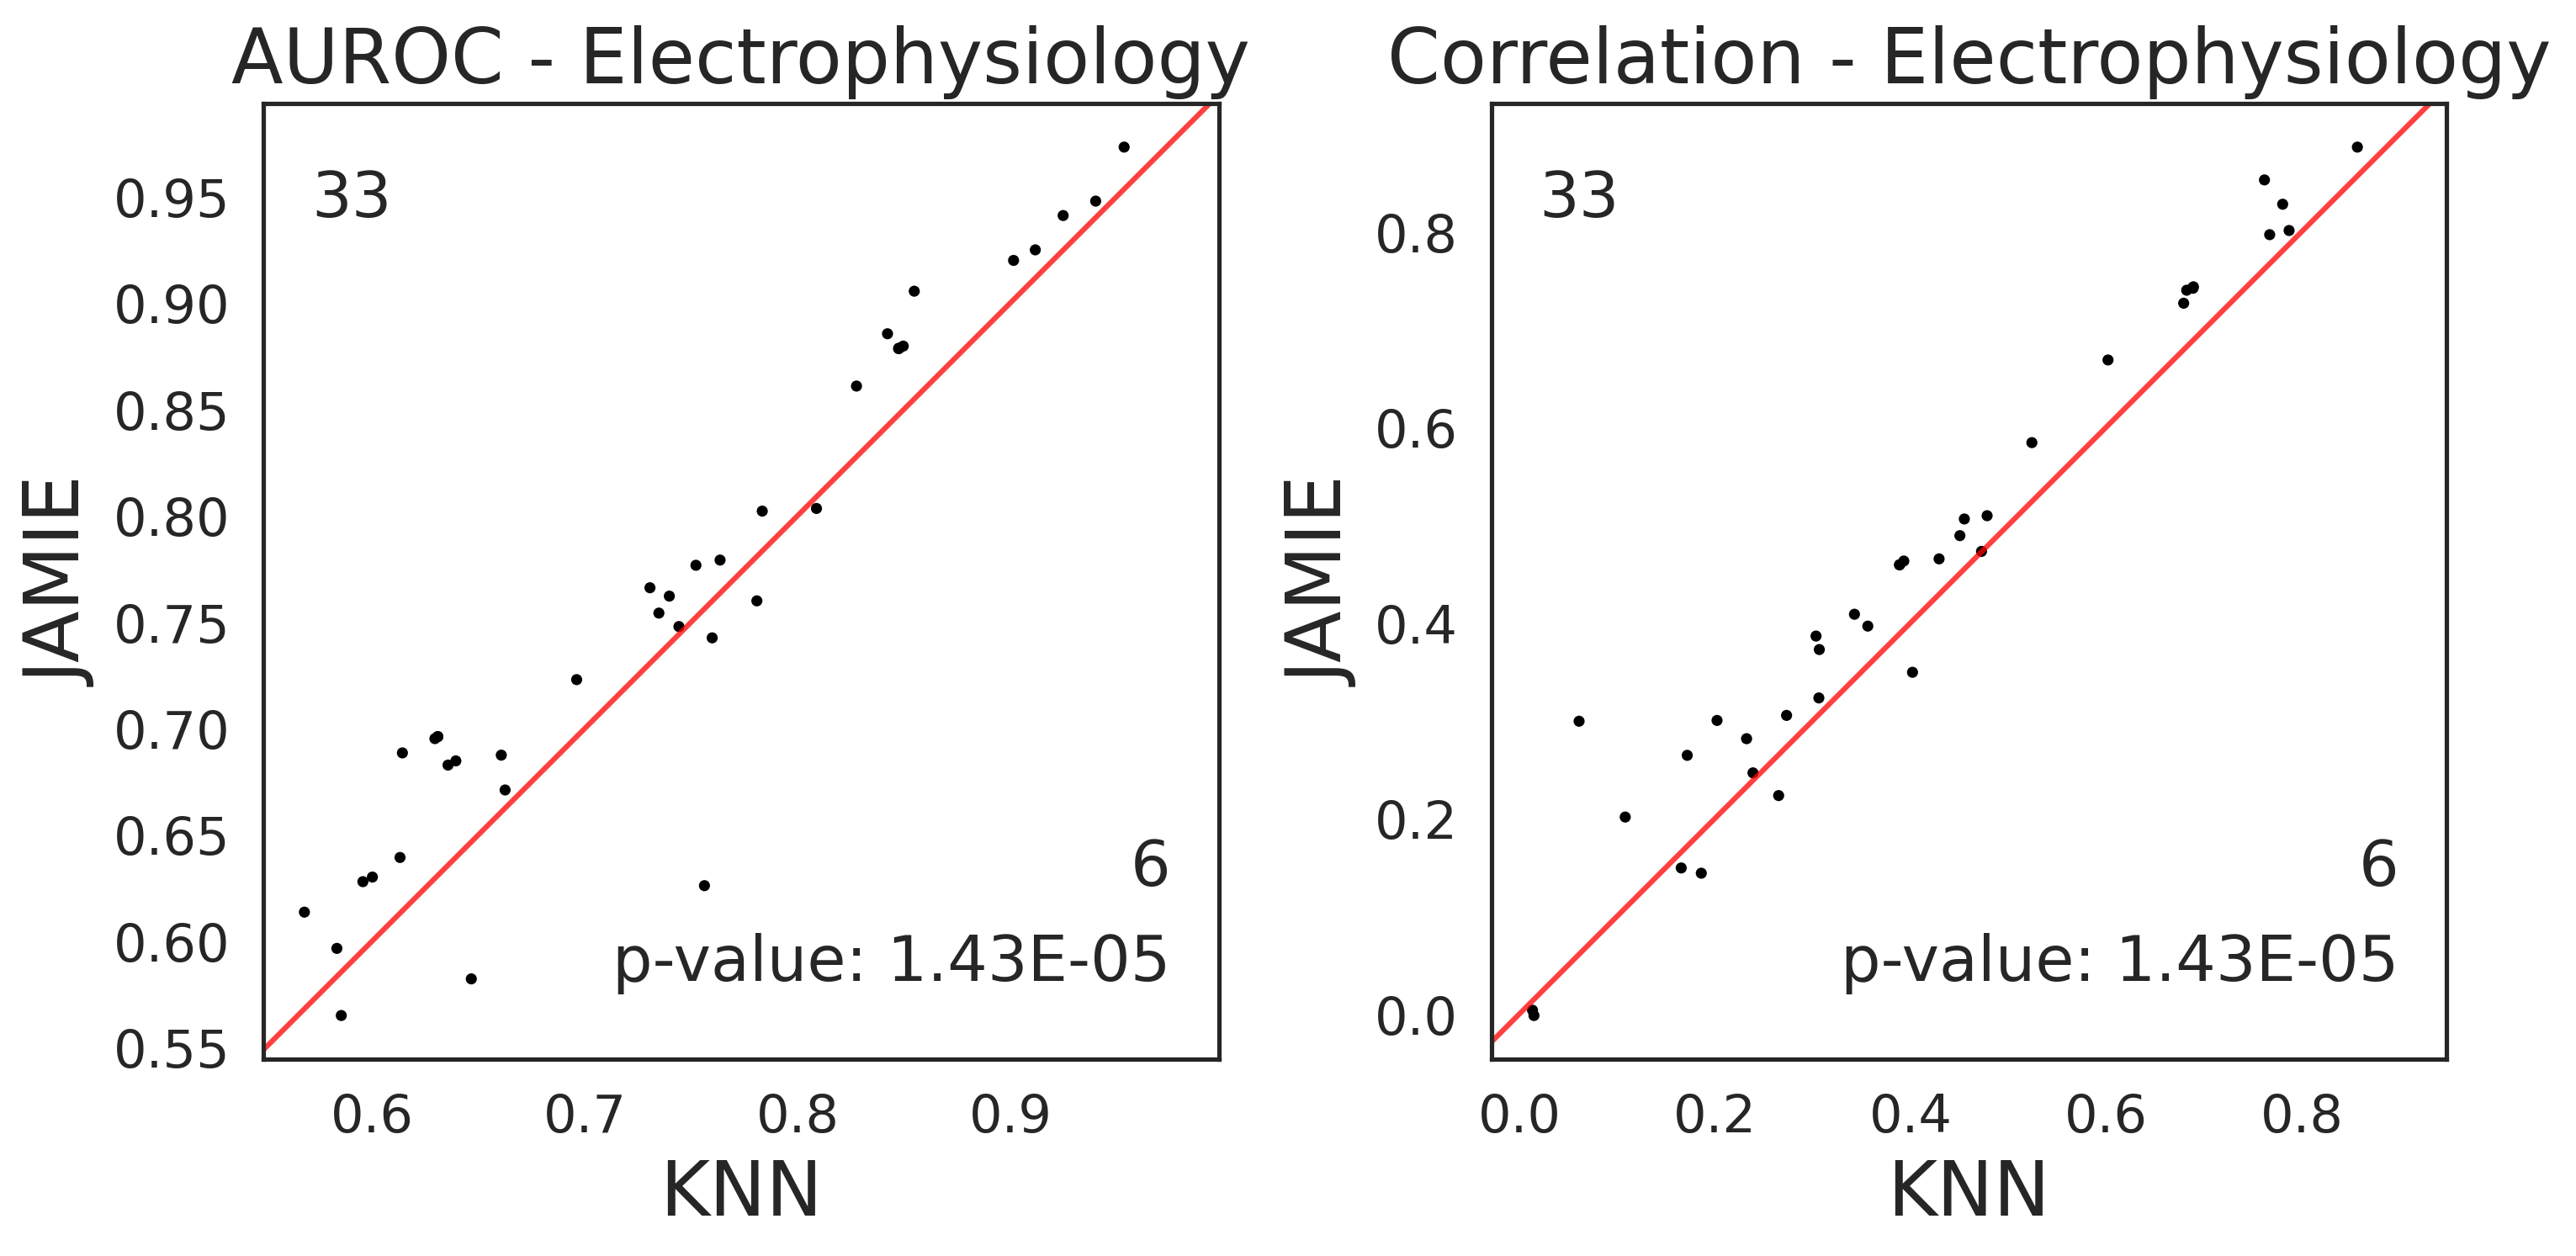 AUROC - Electrophysiology
33
0.95
0.90
0.85
0.80
0.75
0.70
0.65
0.60
0.55
JAMIE
6
p-value: 1.43E-05
0.6 0.7 0.8 0.9
KNN
Correlation - Electrophysiology
33
0.8
0.6
0.4
0.2
0.0
JAMIE
6
p-value: 1.43E-05
0.0 0.2 0.4 0.6 0.8
KNN